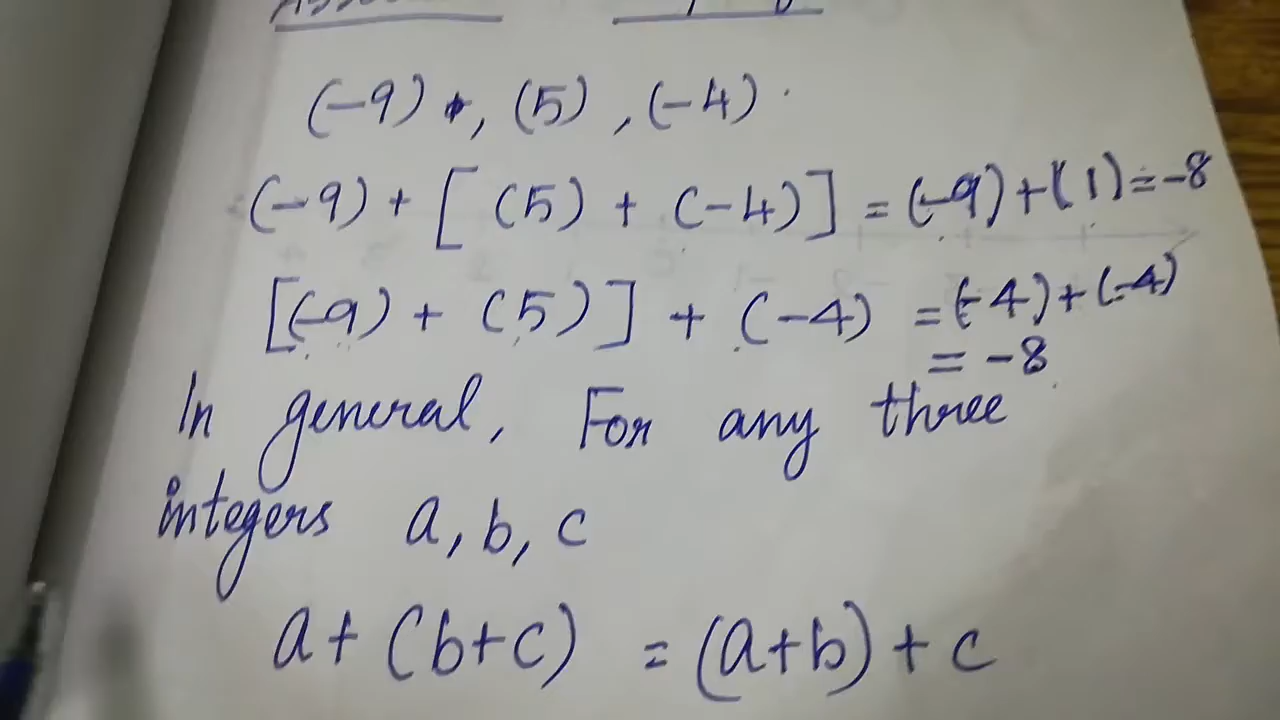 (-9) , (5) , (-4) .
(-9) + [ (5) + (-4) ] = (-9) + (1) = -8
[(-9) + (5) ] + (-4) = (-4) + (-4)
= -8
In general, For any three
integers a, b, c
a + (b+c) = (a+b) + c